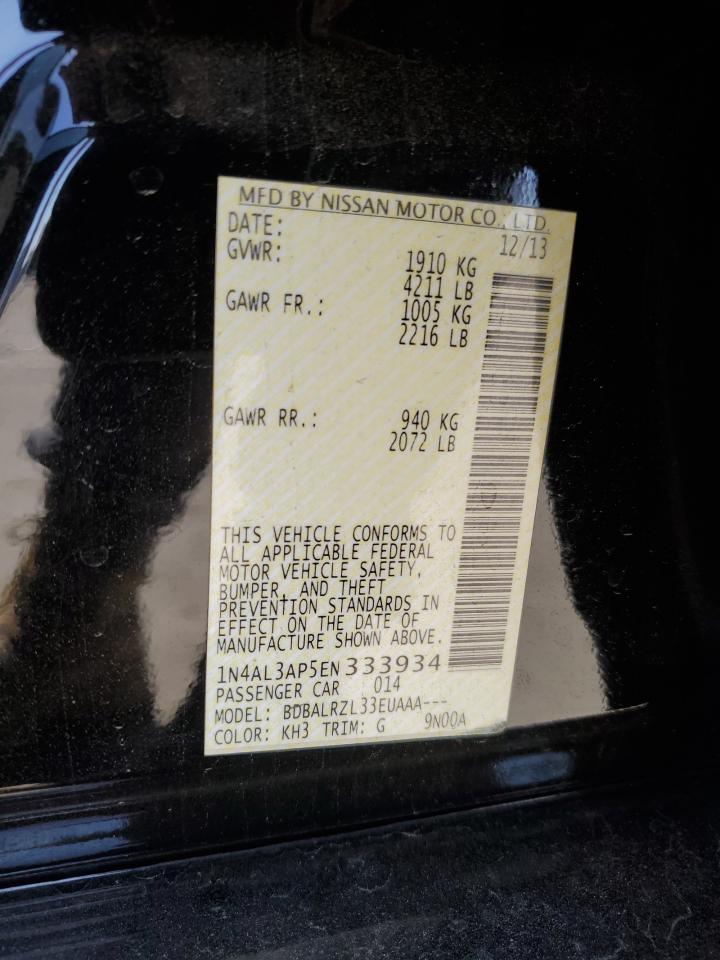 MFD BY NISSAN MOTOR CO., LTD.
DATE: 12/13
GVWR: 1910 KG
4211 LB
GAWR FR.: 1005 KG
2216 LB
GAWR RR.: 940 KG
2072 LB
THIS VEHICLE CONFORMS TO
ALL APPLICABLE FEDERAL
MOTOR VEHICLE SAFETY,
BUMPER, AND THEFT
PREVENTION STANDARDS IN
EFFECT ON THE DATE OF
MANUFACTURE SHOWN ABOVE.
1N4AL3AP5EN333934
PASSENGER CAR 014
MODEL: BDBALRZL33EUAAA---
COLOR: KH3 TRIM: G 9N00A